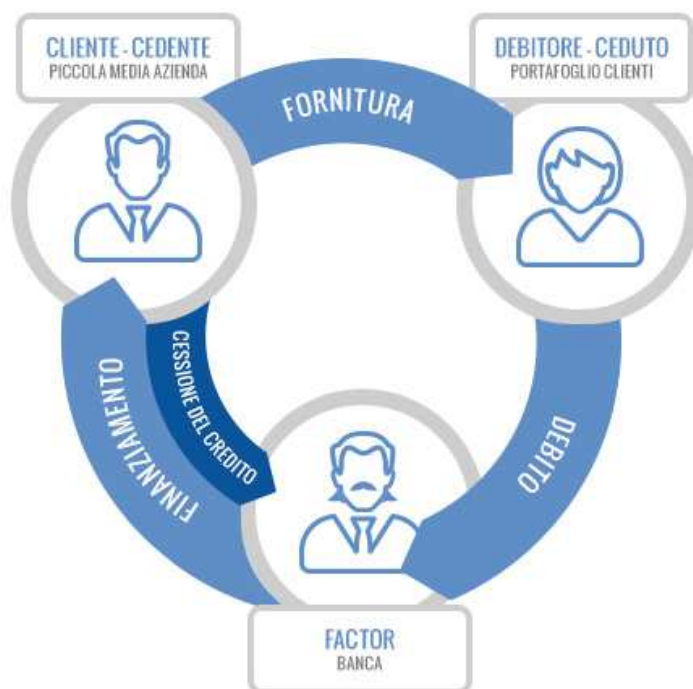 CLIENTE - CEDENTE
PICCOLA MEDIA AZIENDA
DEBITORE - CEDUTO
PORTAFOGLIO CLIENTI
FORNITURA
CESSIONE DEL CREDITO
FINANZIAMENTO
DEBITO
FACTOR
BANCA